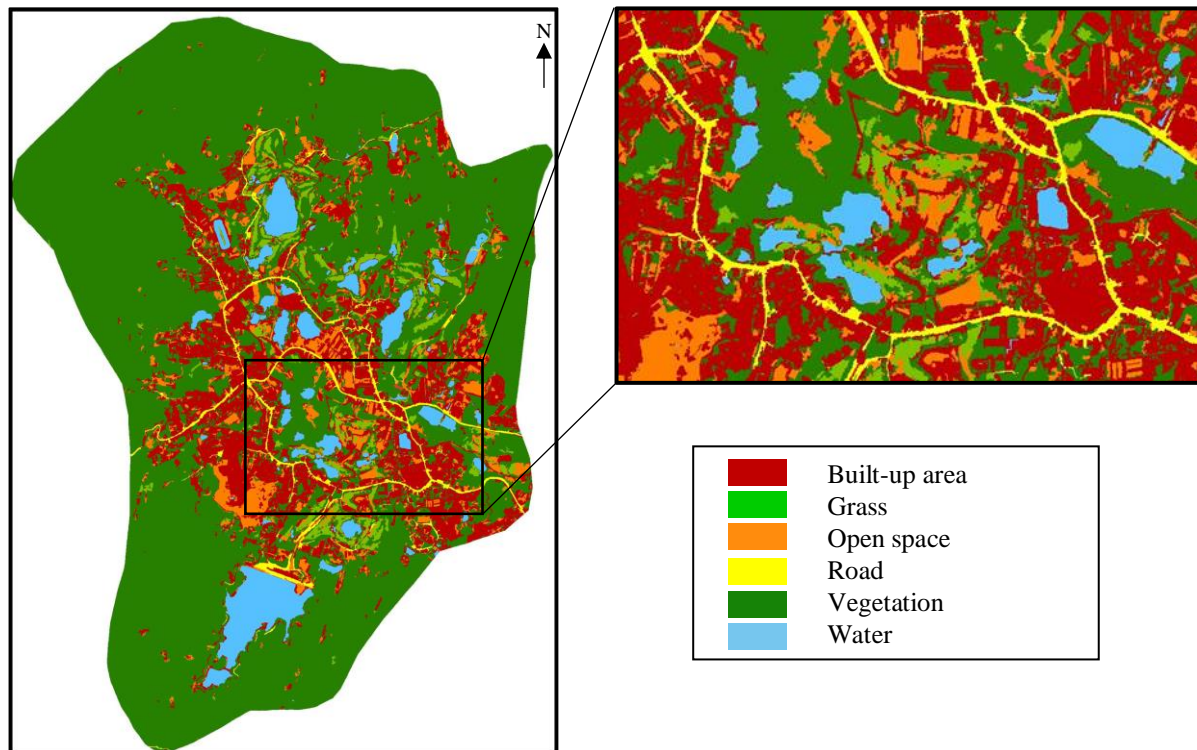 N
Built-up area
Grass
Open space
Road
Vegetation
Water